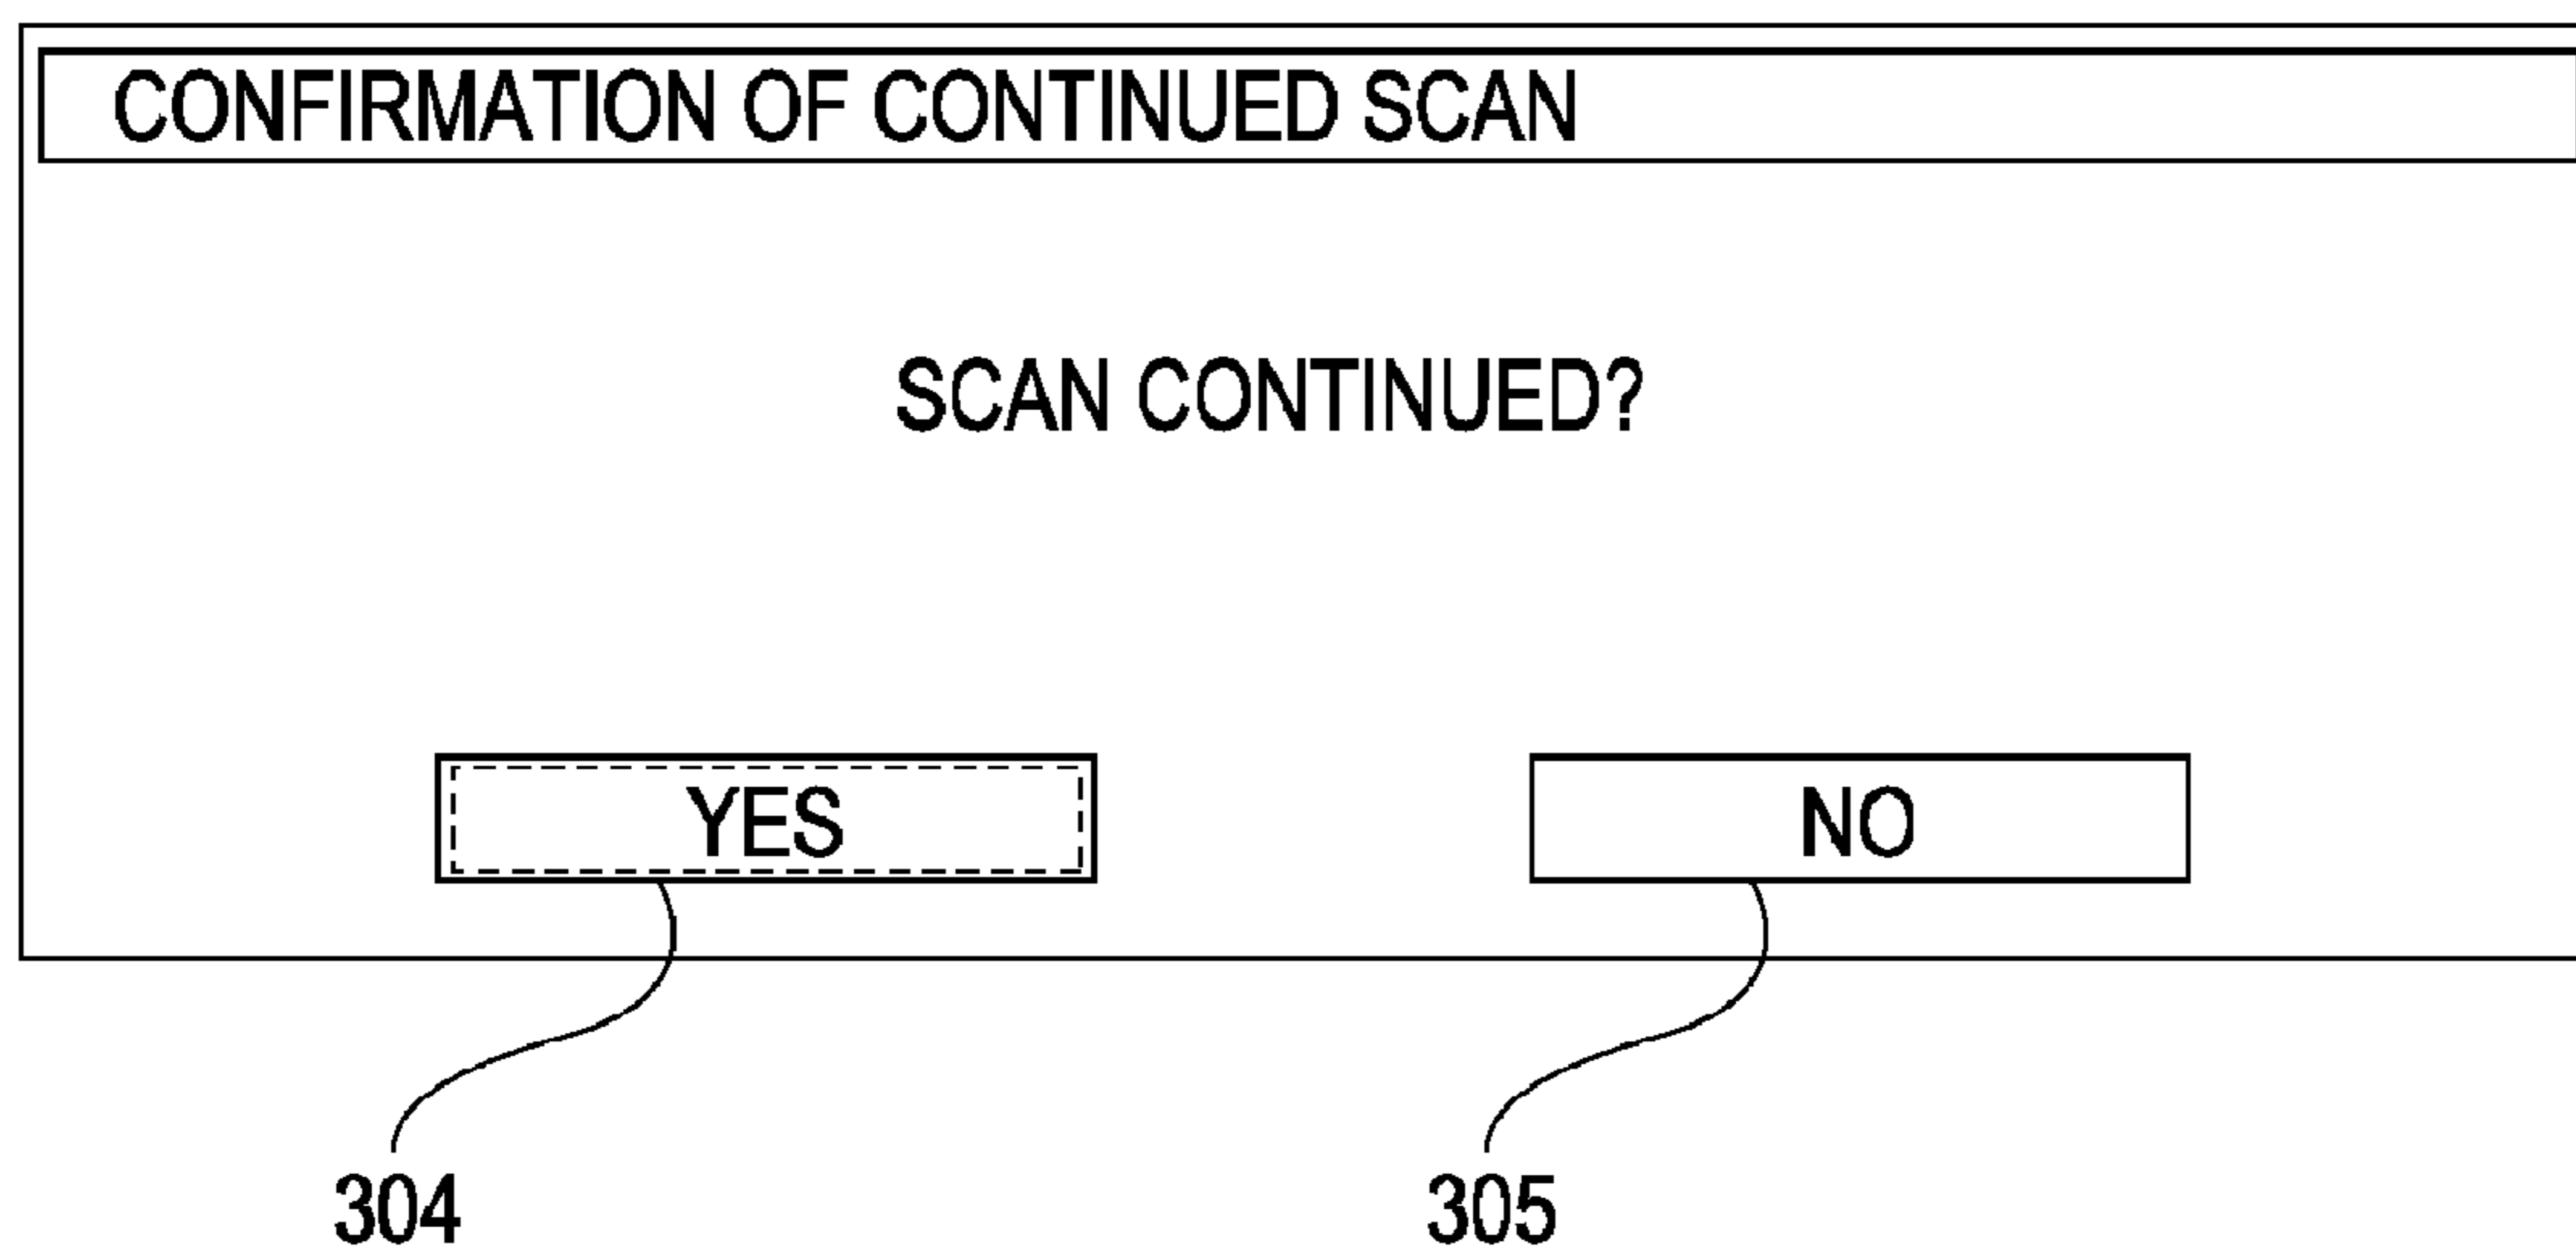 CONFIRMATION OF CONTINUED SCAN
SCAN CONTINUED?
YES NO
304 305